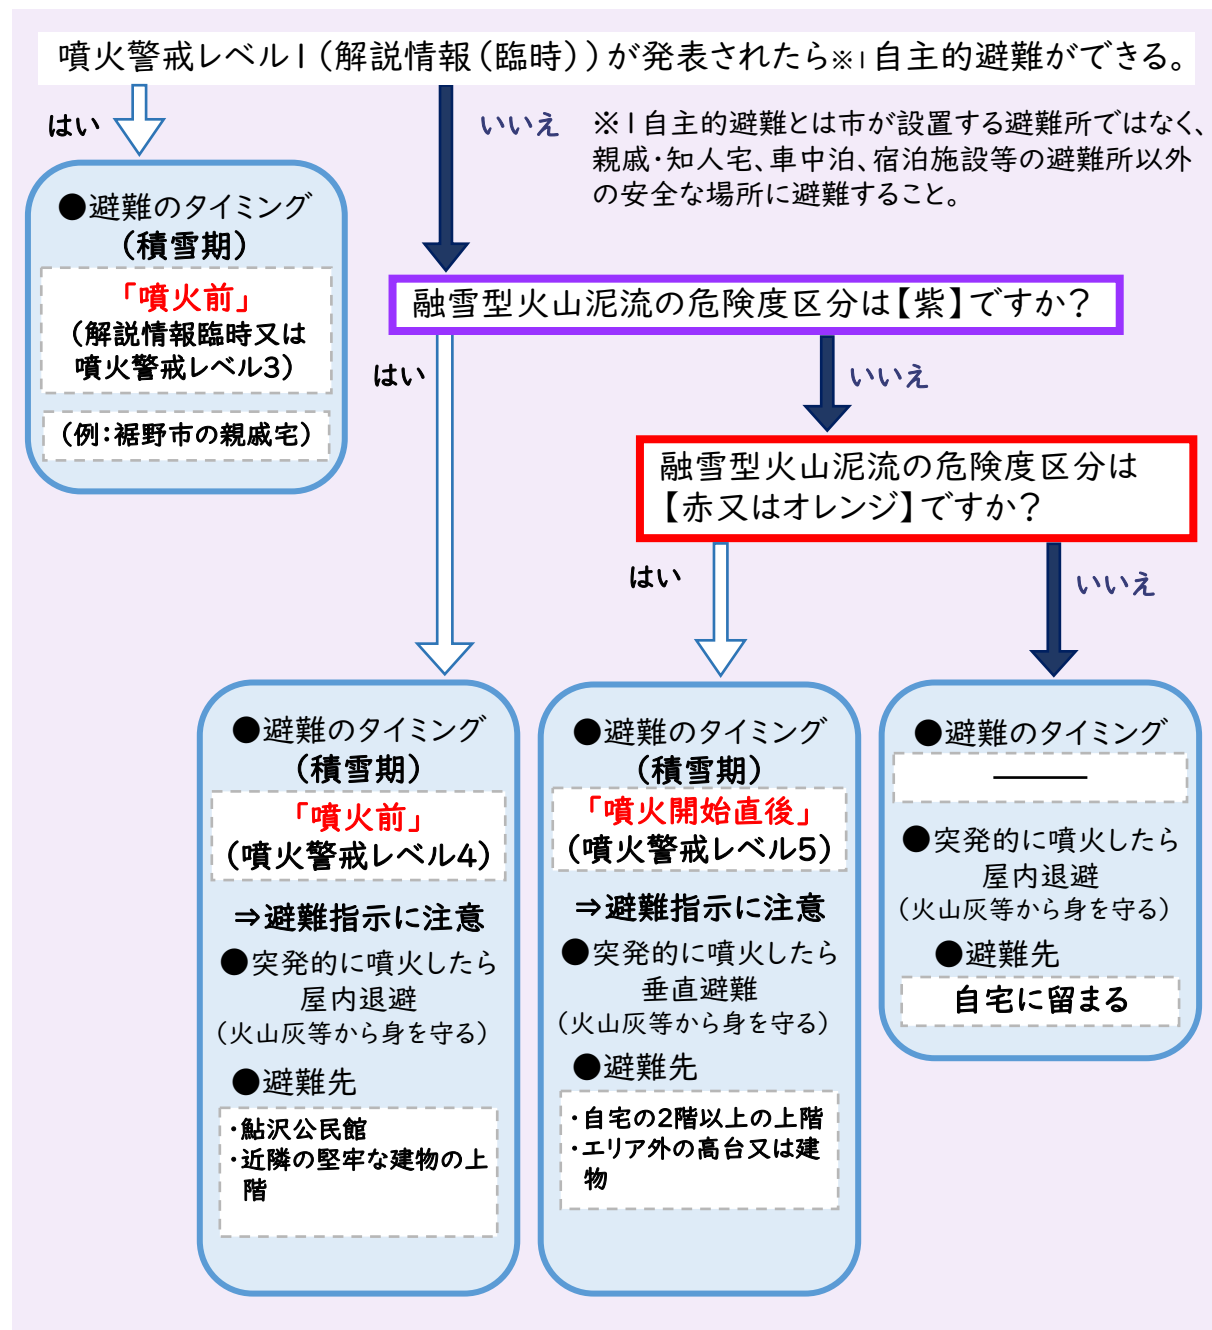 噴火警戒レベル1(解説情報(臨時))が発表されたら※1自主的避難ができる。
はい
いいえ
※1自主的避難とは市が設置する避難所ではなく、
親戚・知人宅、車中泊、宿泊施設等の避難所以外
の安全な場所に避難すること。
●避難のタイミング
(積雪期)
「噴火前」
(解説情報臨時又は
噴火警戒レベル3)
(例:裾野市の親戚宅)
融雪型火山泥流の危険度区分は【紫】ですか?
はい
いいえ
融雪型火山泥流の危険度区分は
【赤又はオレンジ】ですか?
はい
いいえ
●避難のタイミング
(積雪期)
「噴火前」
(噴火警戒レベル4)
⇒避難指示に注意
●突発的に噴火したら
屋内退避
(火山灰等から身を守る)
●避難先
・鮎沢公民館
・近隣の堅牢な建物の上
階
●避難のタイミング
(積雪期)
「噴火開始直後」
(噴火警戒レベル5)
⇒避難指示に注意
●突発的に噴火したら
垂直避難
(火山灰等から身を守る)
●避難先
・自宅の2階以上の上階
・エリア外の高台又は建
物
●避難のタイミング
―――
●突発的に噴火したら
屋内退避
(火山灰等から身を守る)
●避難先
自宅に留まる